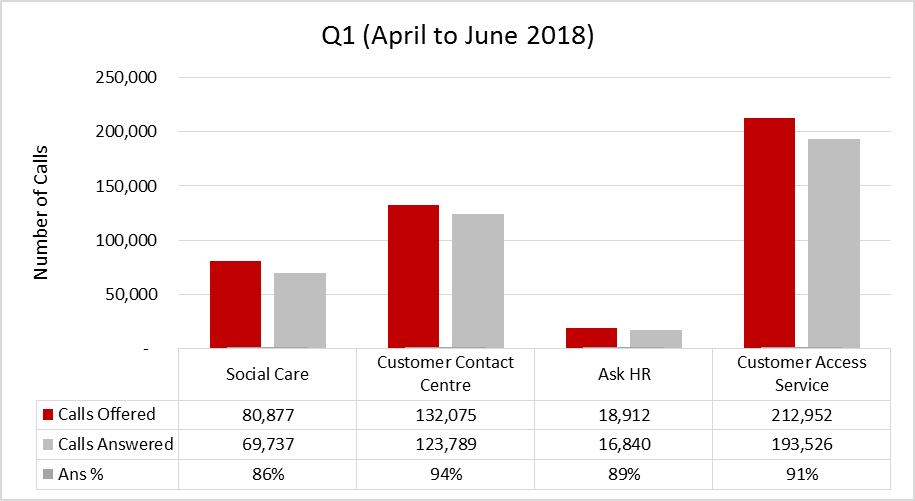 Q1 (April to June 2018)
250,000
200,000
150,000
100,000
50,000
-
Number of Calls
Social Care
Customer Contact
Centre
Ask HR
Customer Access
Service
Calls Offered 80,877 132,075 18,912 212,952
Calls Answered 69,737 123,789 16,840 193,526
Ans % 86% 94% 89% 91%